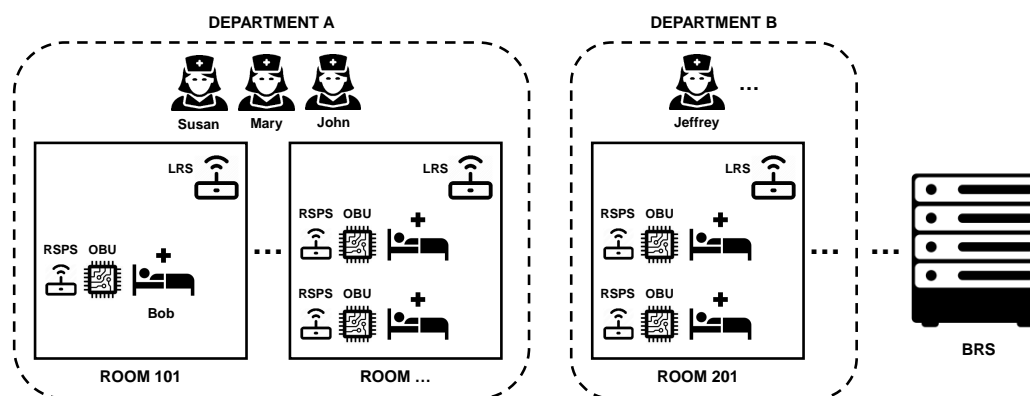 DEPARTMENT A
DEPARTMENT B
Susan Mary John
Jeffrey
...
LRS
LRS
LRS
RSPS OBU
RSPS OBU
RSPS OBU
Bob
...
...
...
RSPS OBU
RSPS OBU
BRS
ROOM 101
ROOM ...
ROOM 201